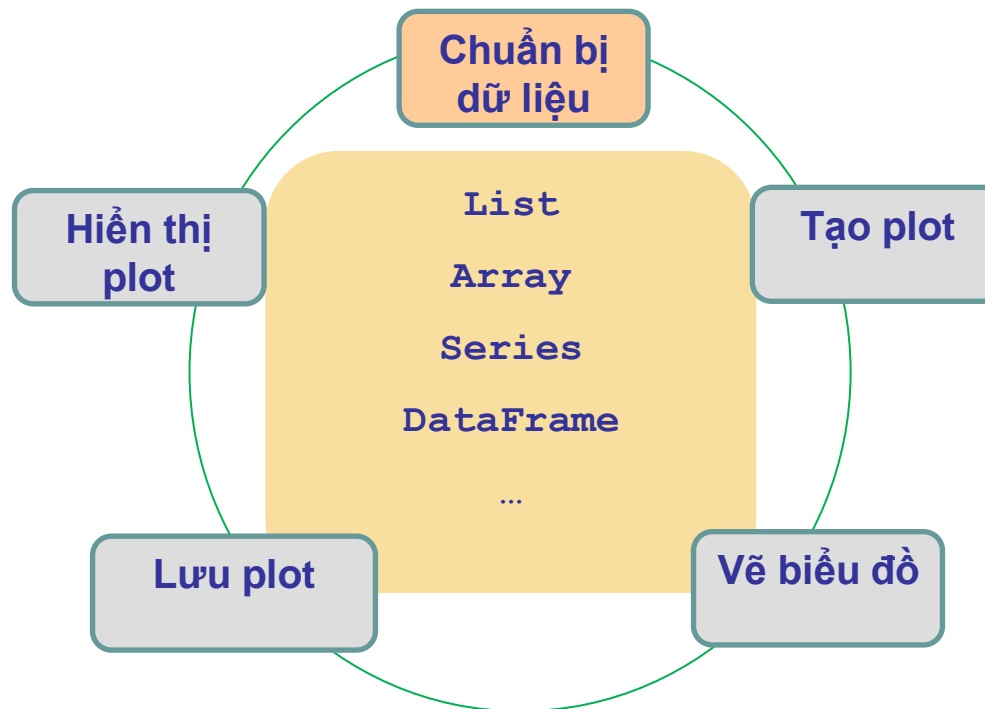 Chuẩn bị
dữ liệu
Hiển thị
plot
Tạo plot
List
Array
Series
DataFrame
...
Lưu plot
Vẽ biểu đồ